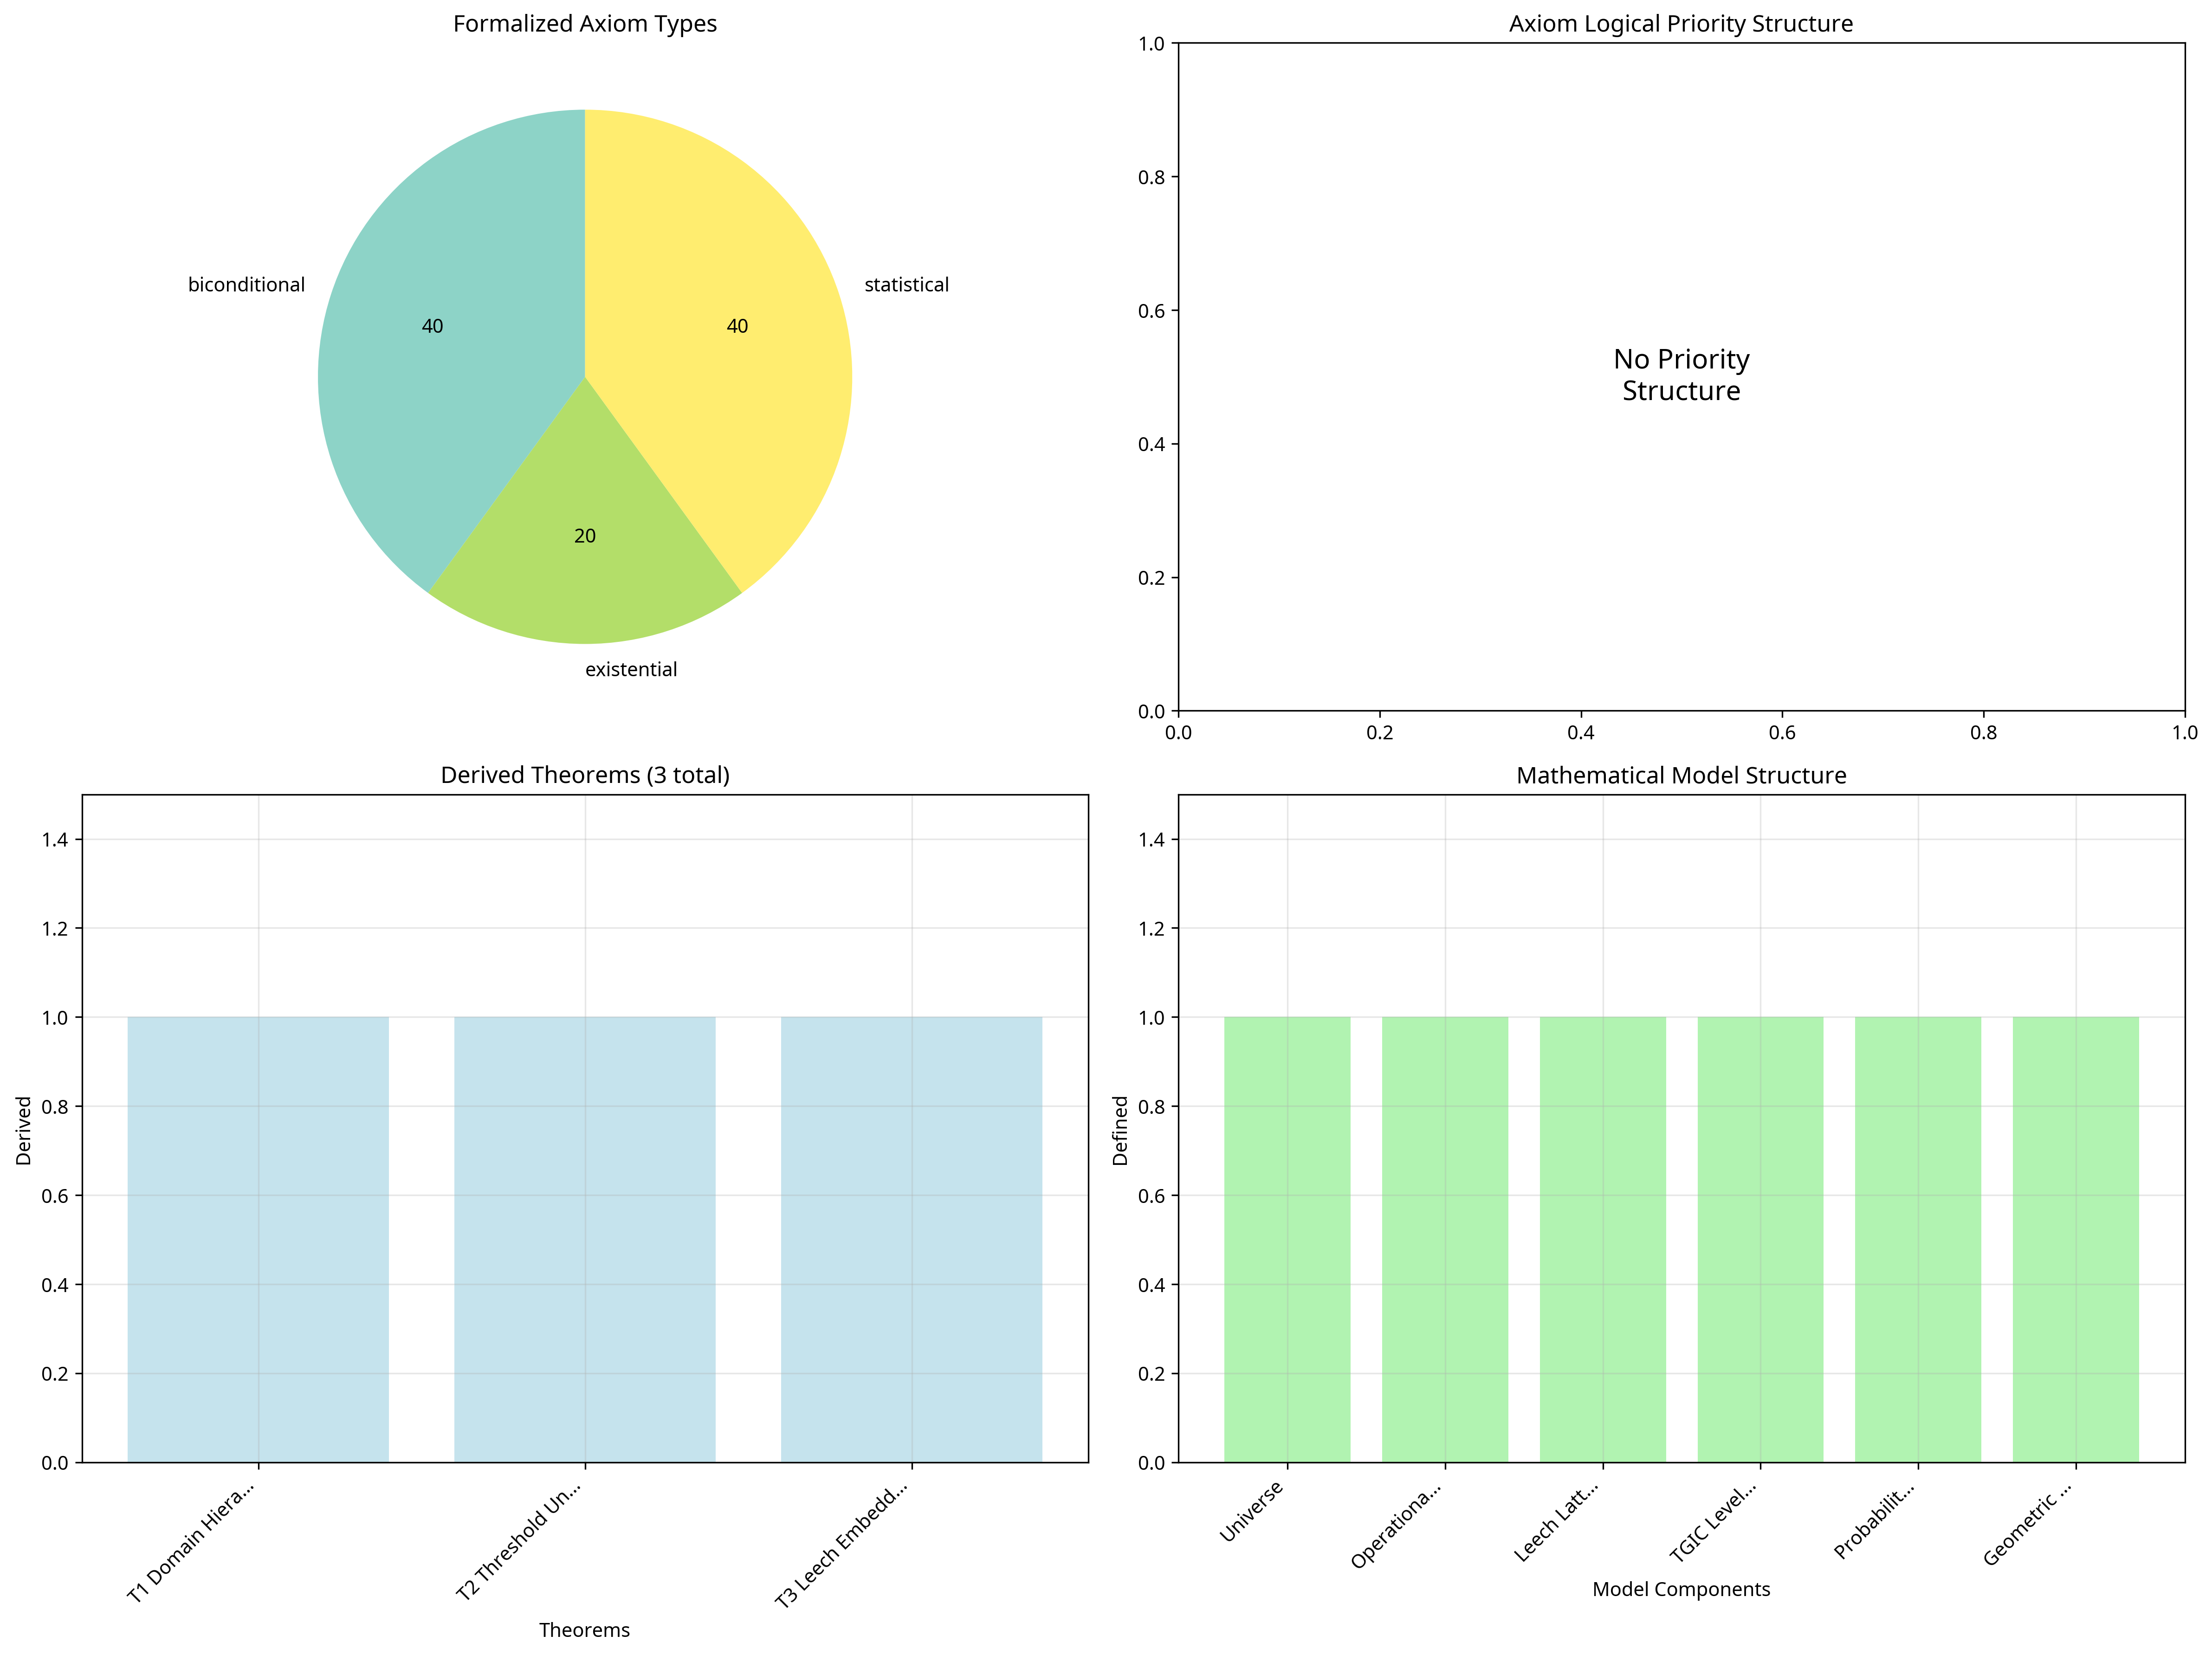 Formalized Axiom Types
biconditional
statistical
40
40
20
existential
Axiom Logical Priority Structure
1.0
0.8
0.6
0.4
0.2
0.0
No Priority
Structure
0.0 0.2 0.4 0.6 0.8 1.0
Derived Theorems (3 total)
Derived
1.4
1.2
1.0
0.8
0.6
0.4
0.2
0.0
T1 Domain Hiera...
T2 Threshold Un...
T3 Leech Embedd...
Theorems
Mathematical Model Structure
Defined
1.4
1.2
1.0
0.8
0.6
0.4
0.2
0.0
Universe
Operationa...
Leech Latt...
TGIC Level...
Probabilit...
Geometric ...
Model Components